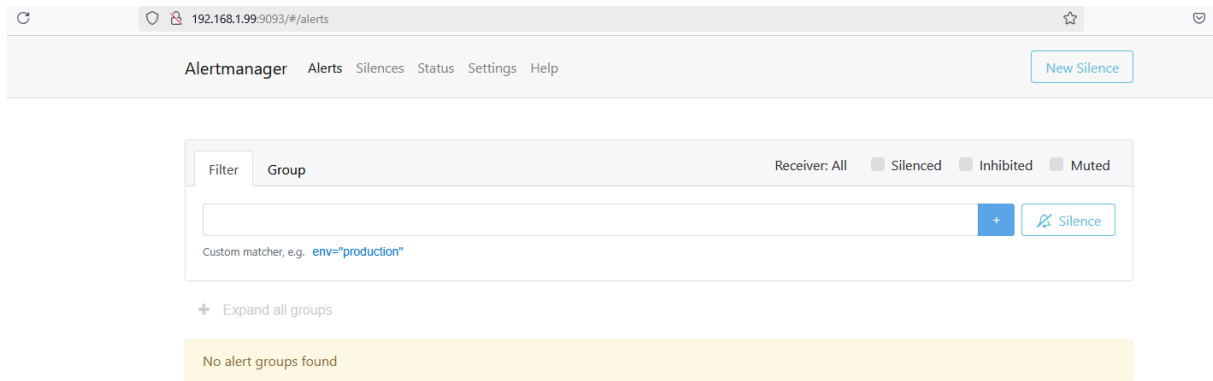 192.168.1.99:9093/#/alerts
Alertmanager Alerts Silences Status Settings Help New Silence
Filter Group Receiver: All Silenced Inhibited Muted
+ Silence
Custom matcher, e.g. env="production"
+ Expand all groups
No alert groups found